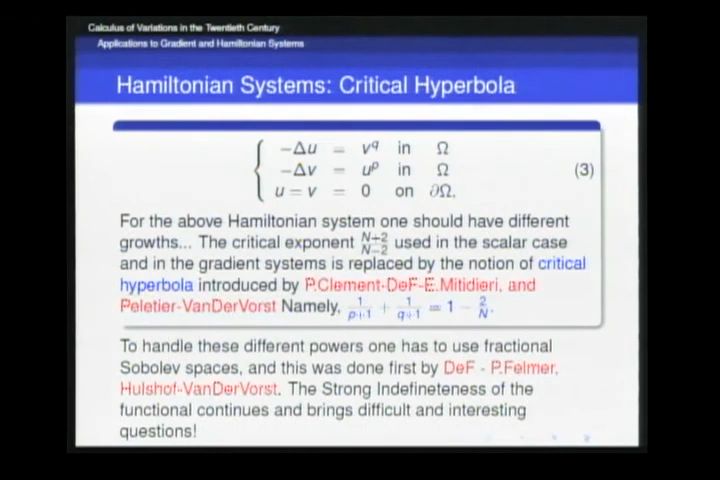 Calculus of Variations in the Twentieth Century
Applications to Gradient and Hamiltonian Systems
Hamiltonian Systems: Critical Hyperbola
{ −Δu = v^q in Ω
−Δv = u^p in Ω (3)
u = v = 0 on ∂Ω.
For the above Hamiltonian system one should have different
growths... The critical exponent (N+2)/(N−2) used in the scalar case
and in the gradient systems is replaced by the notion of critical
hyperbola introduced by P.Clement-DeF-E.Mitidieri, and
Peletier-VanDerVorst Namely, 1/(p+1) + 1/(q+1) = 1 − 2/N.
To handle these different powers one has to use fractional
Sobolev spaces, and this was done first by DeF - P.Felmer,
Hulshof-VanDerVorst. The Strong Indefineteness of the
functional continues and brings difficult and interesting
questions!